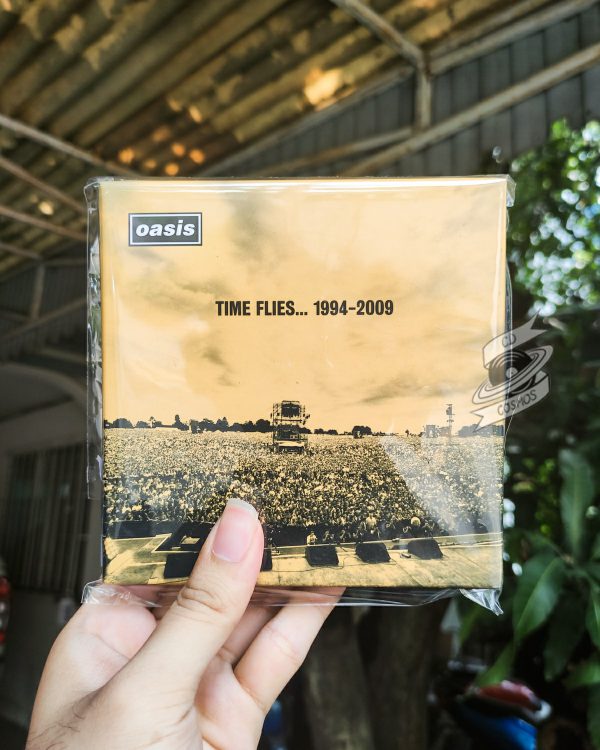 oasis
TIME FLIES... 1994-2009
CD
COSMOS